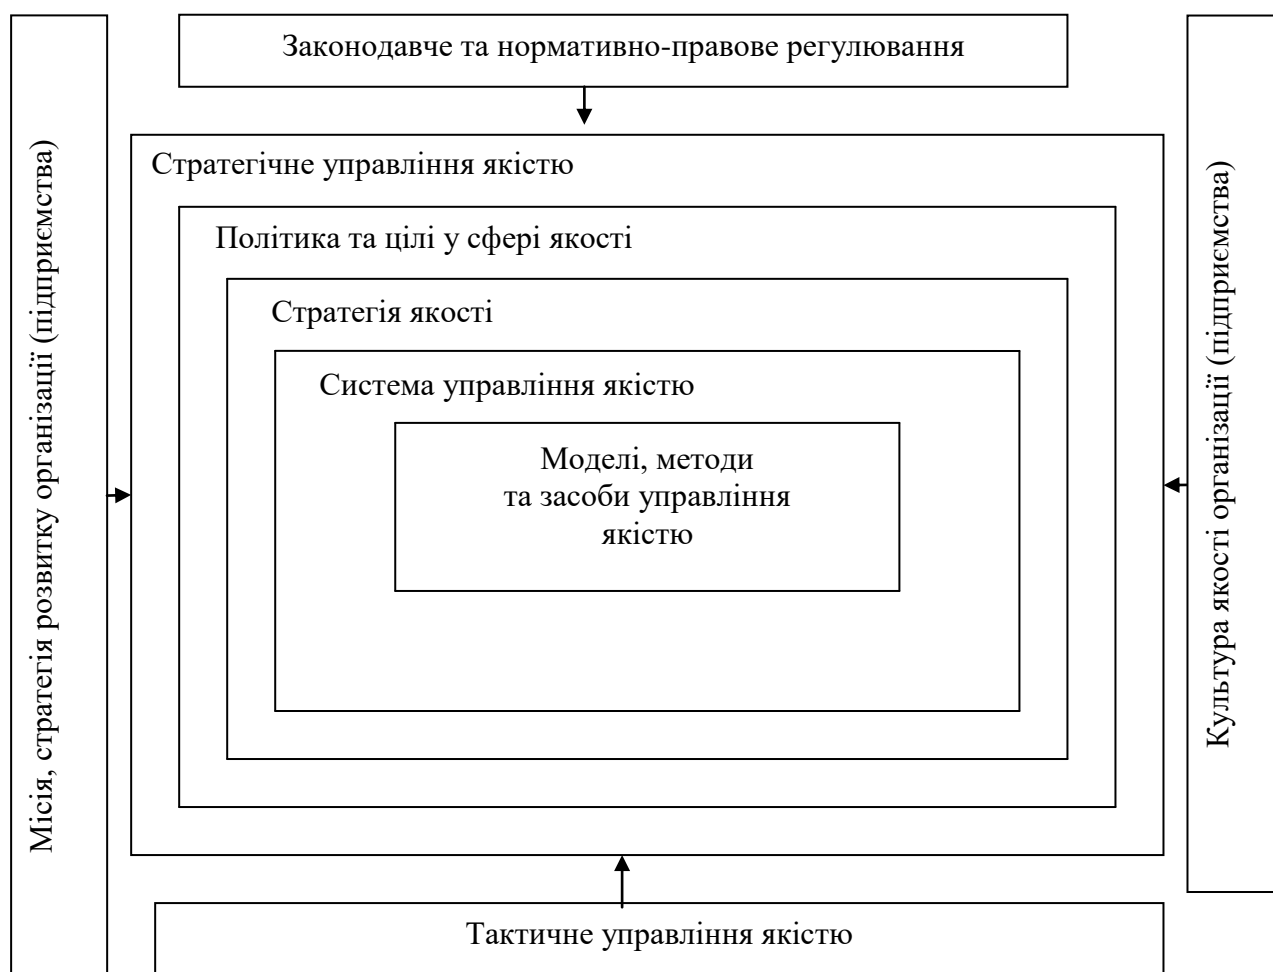 Законодавче та нормативно-правове регулювання
Місія, стратегія розвитку організації (підприємства)
Стратегічне управління якістю
Політика та цілі у сфері якості
Стратегія якості
Система управління якістю
Моделі, методи
та засоби управління
якістю
Культура якості організації (підприємства)
Тактичне управління якістю